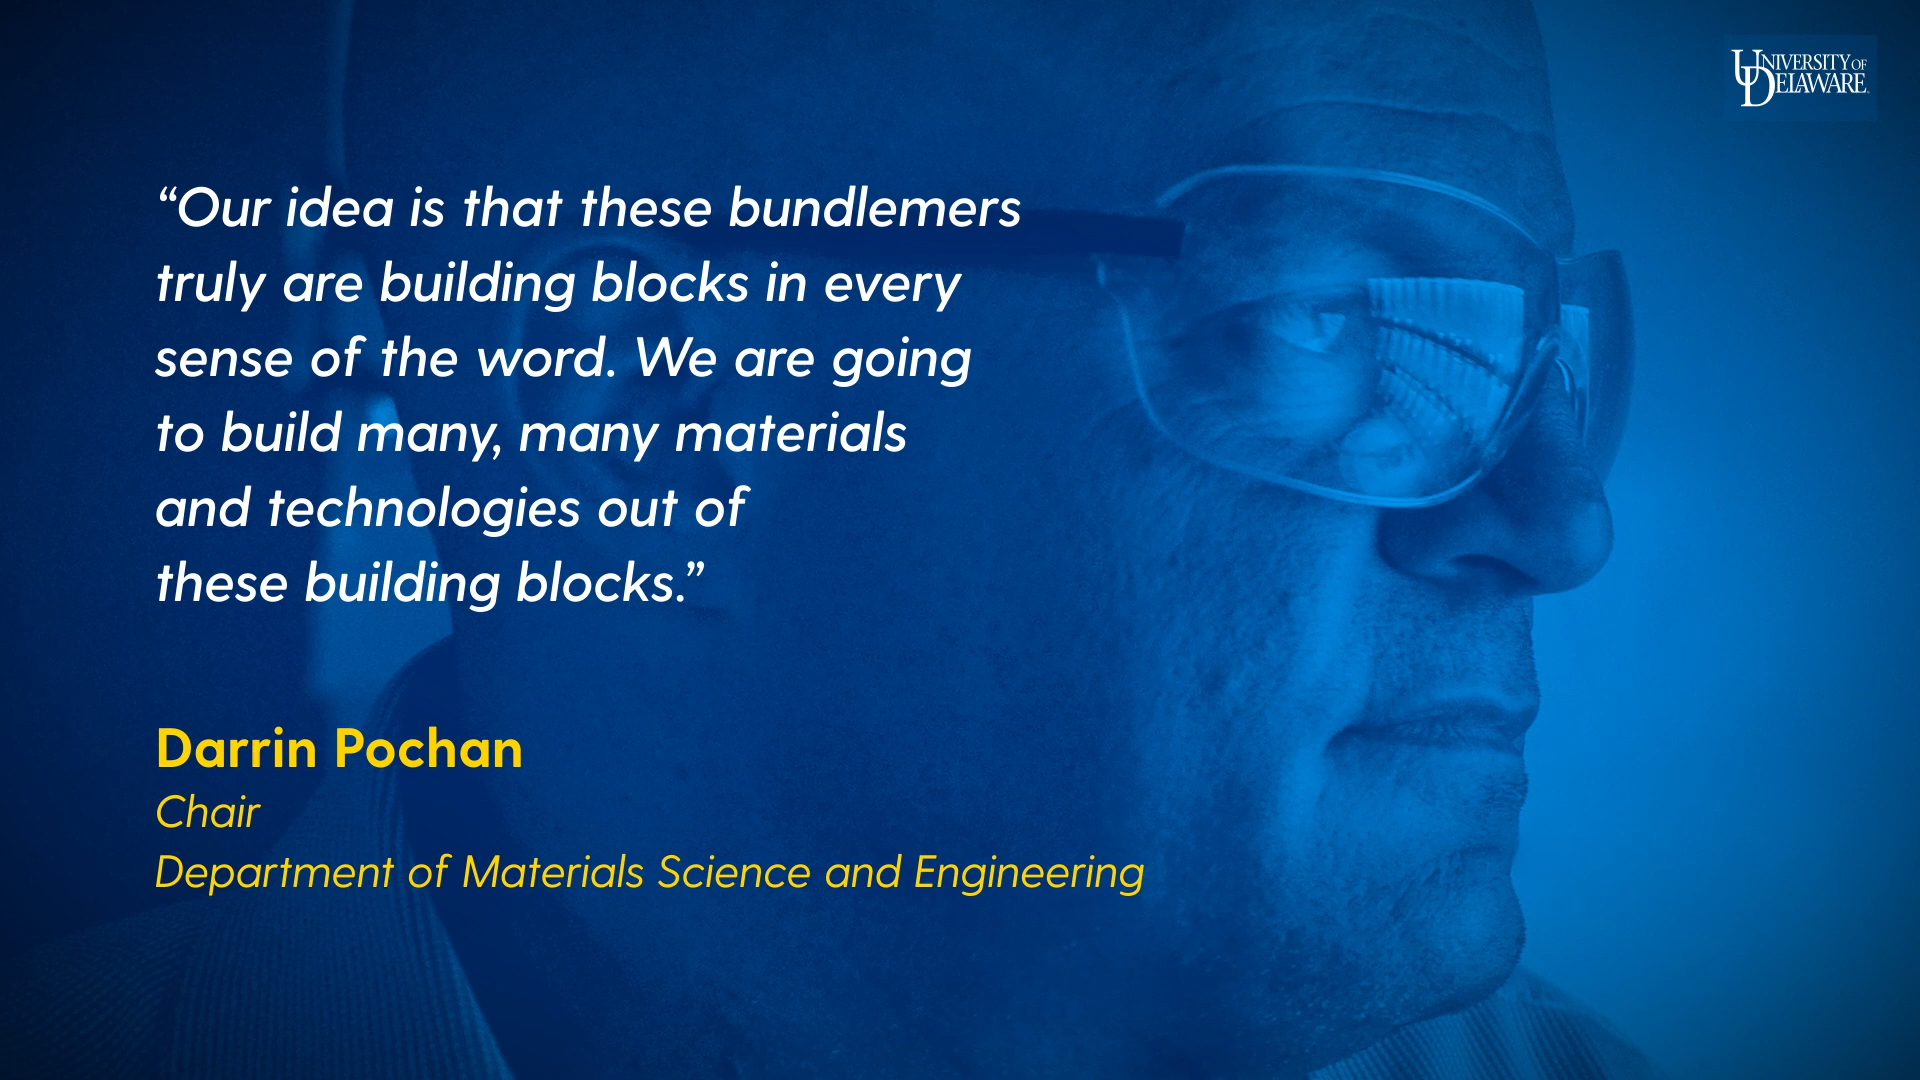 UNIVERSITY OF
DELAWARE
“Our idea is that these bundlemers
truly are building blocks in every
sense of the word. We are going
to build many, many materials
and technologies out of
these building blocks.”
Darrin Pochan
Chair
Department of Materials Science and Engineering